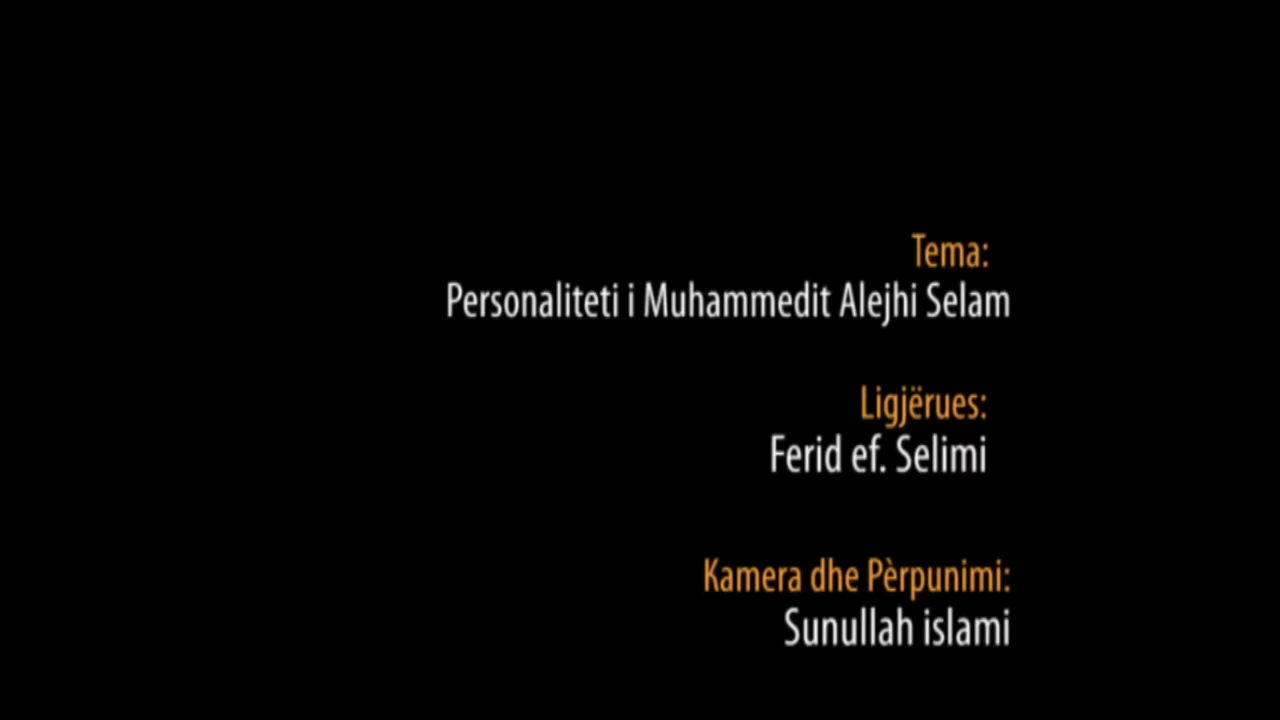 Tema:
Personaliteti i Muhammedit Alejhi Selam
Ligjërues:
Ferid ef. Selimi
Kamera dhe Pèrpunimi:
Sunullah islami